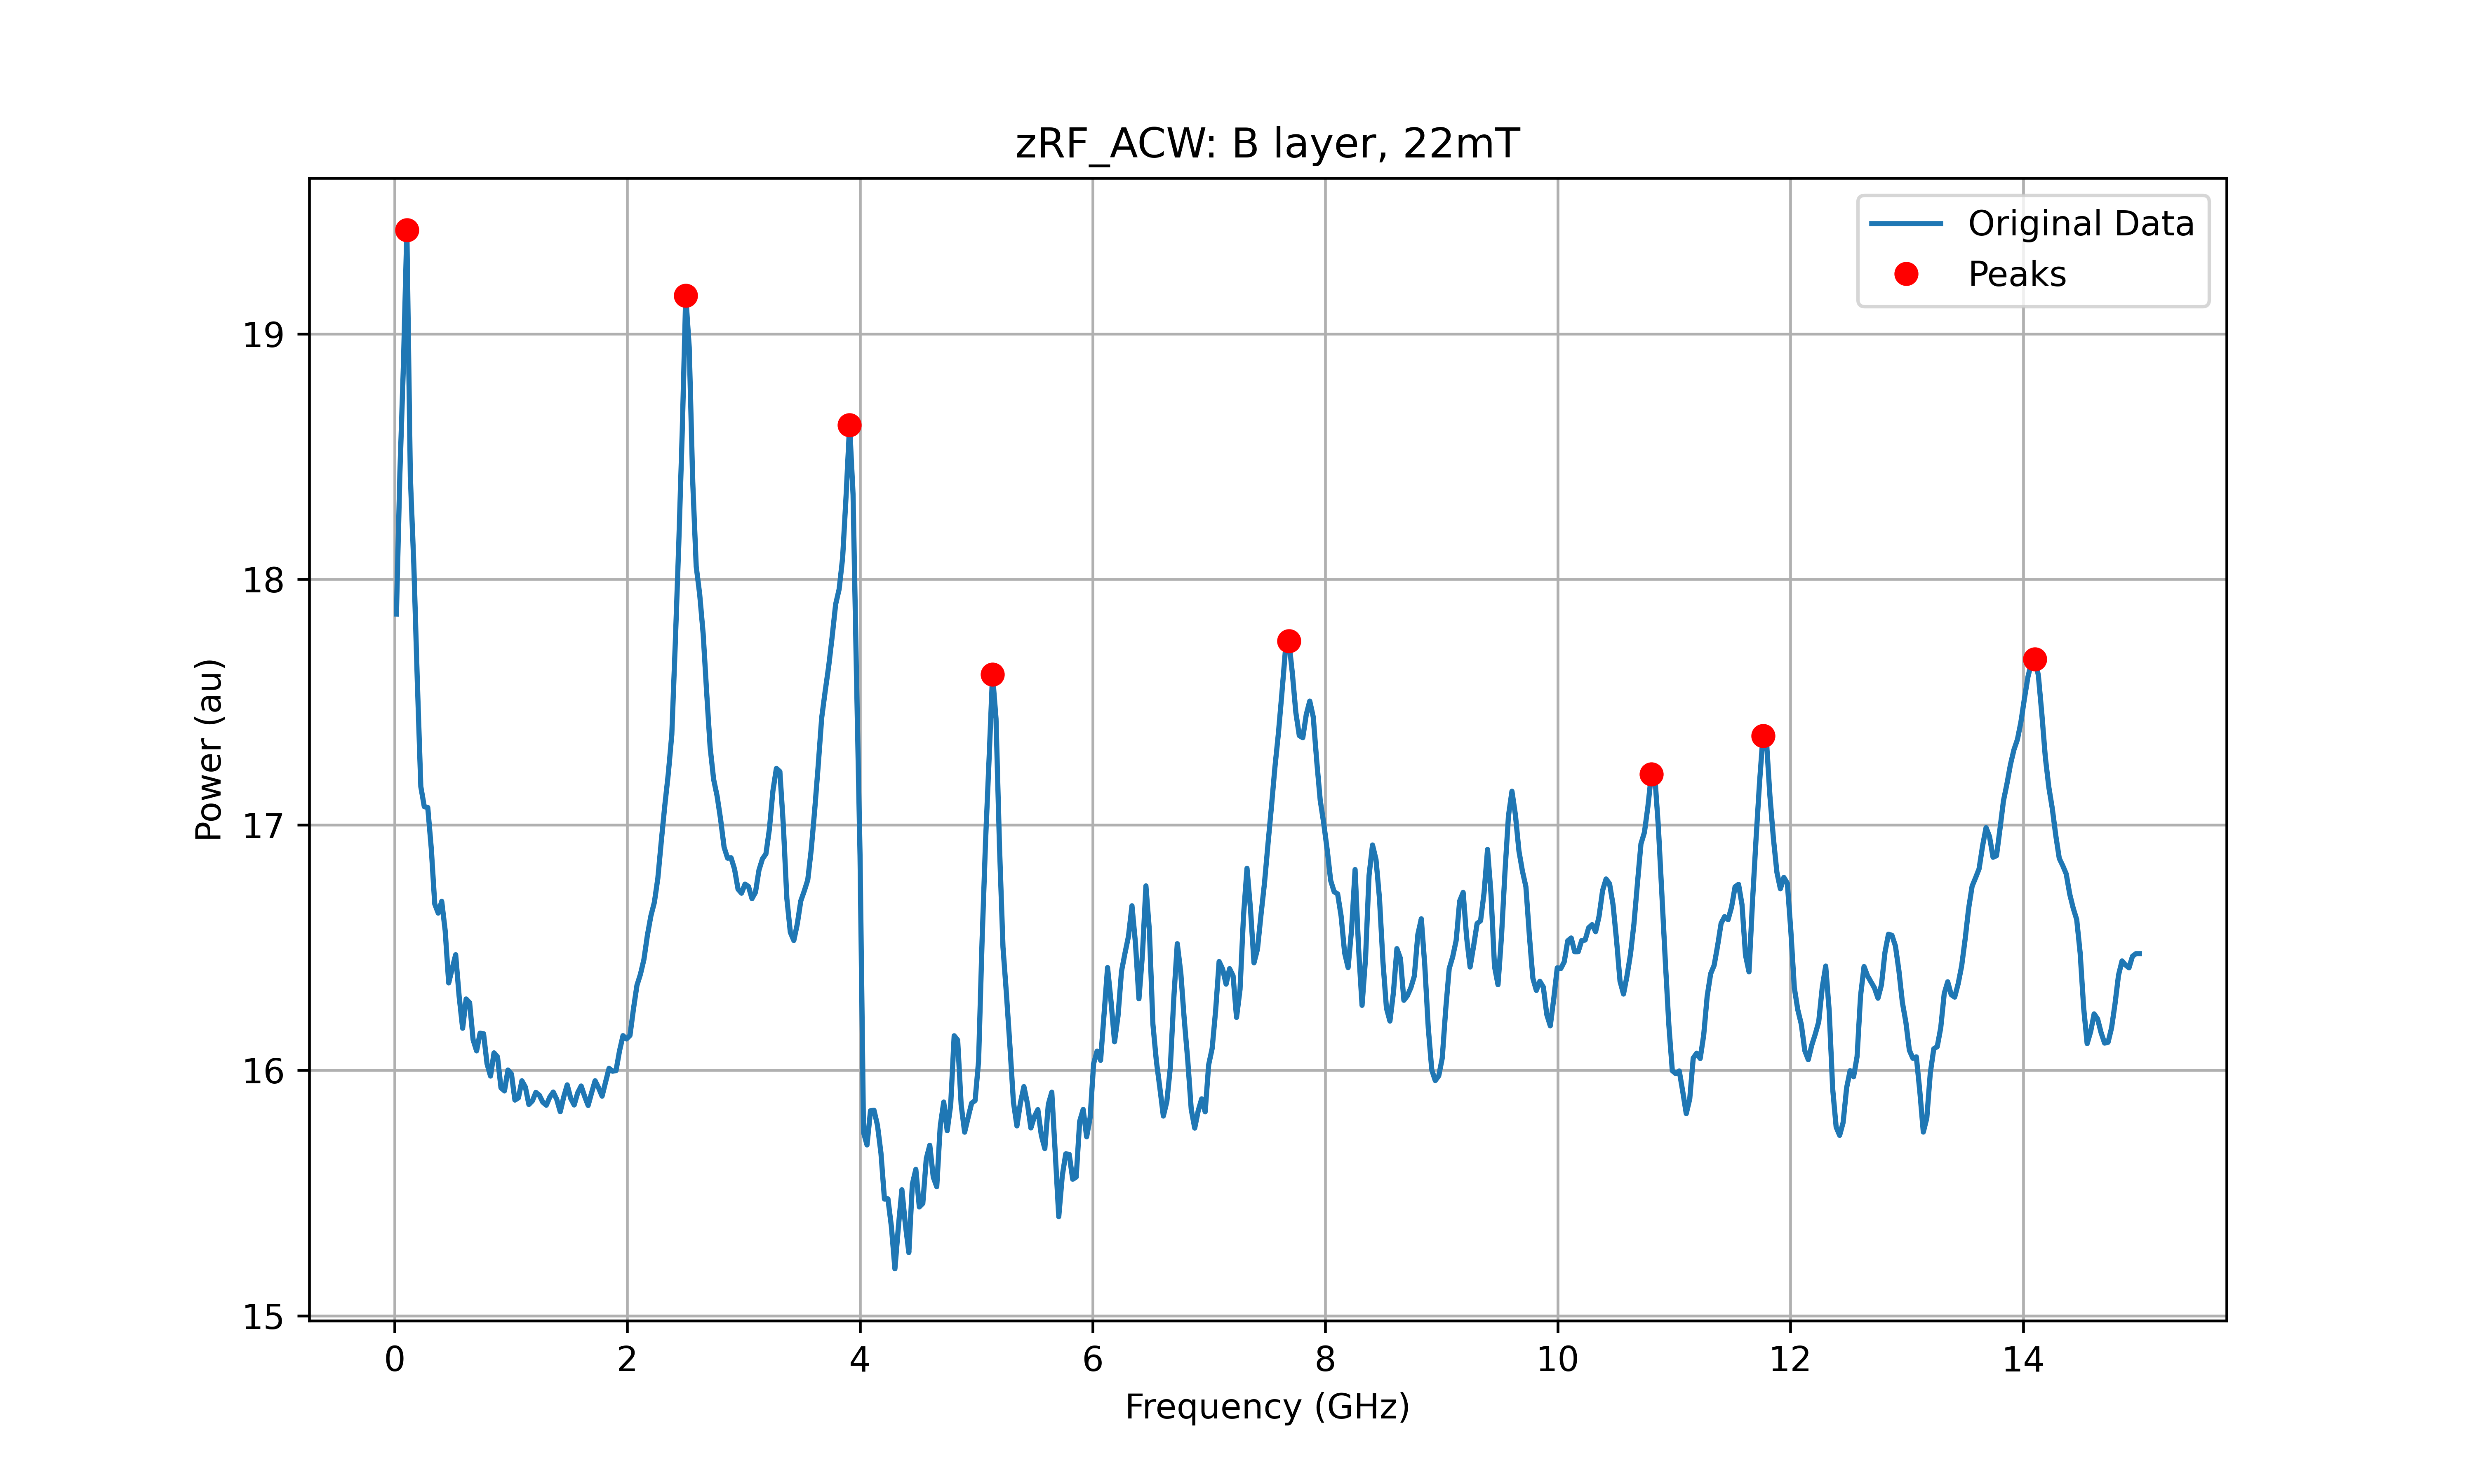 zRF_ACW: B layer, 22mT
Original Data
Peaks
Power (au)
19
18
17
16
15
0 2 4 6 8 10 12 14
Frequency (GHz)